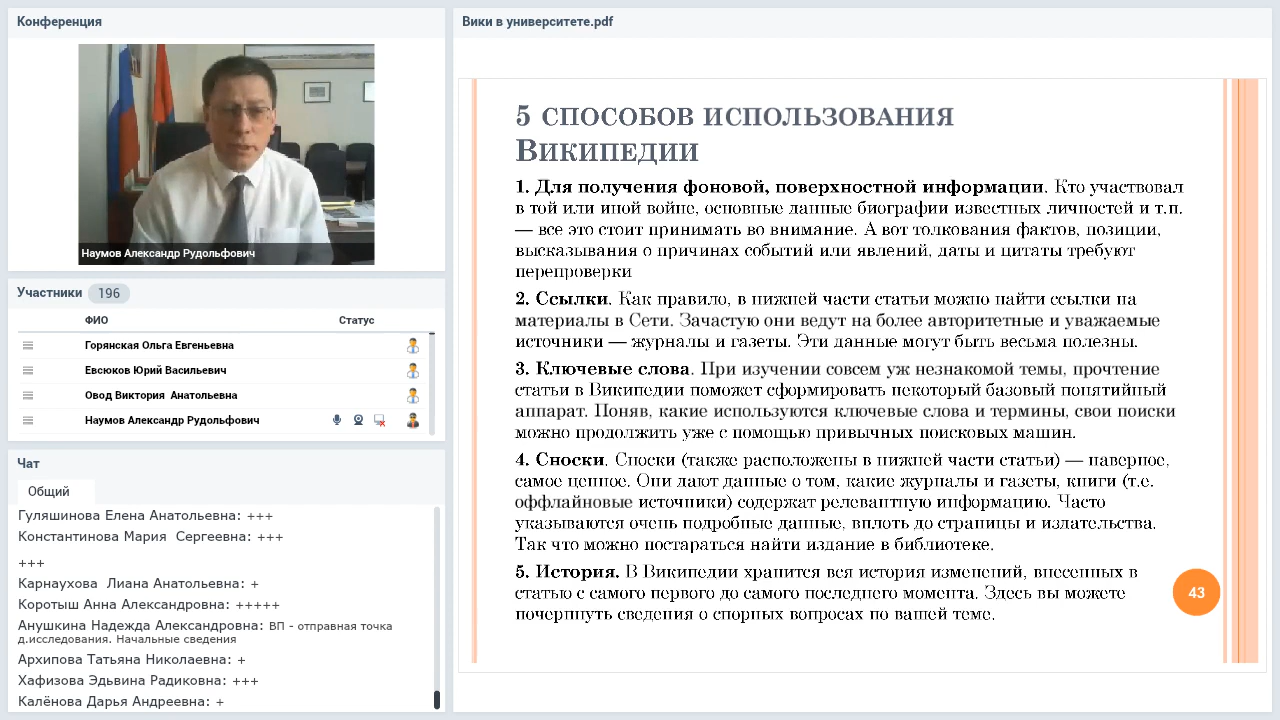 Конференция
Наумов Александр Рудольфович
Участники 196
ФИО Статус
Горянская Ольга Евгеньевна
Евсюков Юрий Васильевич
Овод Виктория Анатольевна
Наумов Александр Рудольфович
Чат
Общий
Гуляшинова Елена Анатольевна: +++
Константинова Мария Сергеевна: +++
+++
Карнаухова Лиана Анатольевна: +
Коротыш Анна Александровна: +++++
Анушкина Надежда Александровна: ВП - отправная точка
д.исследования. Начальные сведения
Архипова Татьяна Николаевна: +
Хафизова Эдьвина Радиковна: +++
Калёнова Дарья Андреевна: +
Вики в университете.pdf
5 СПОСОБОВ ИСПОЛЬЗОВАНИЯ
ВИКИПЕДИИ
1. Для получения фоновой, поверхностной информации. Кто участвовал
в той или иной войне, основные данные биографии известных личностей и т.п.
— все это стоит принимать во внимание. А вот толкования фактов, позиции,
высказывания о причинах событий или явлений, даты и цитаты требуют
перепроверки
2. Ссылки. Как правило, в нижней части статьи можно найти ссылки на
материалы в Сети. Зачастую они ведут на более авторитетные и уважаемые
источники — журналы и газеты. Эти данные могут быть весьма полезны.
3. Ключевые слова. При изучении совсем уж незнакомой темы, прочтение
статьи в Википедии поможет сформировать некоторый базовый понятийный
аппарат. Поняв, какие используются ключевые слова и термины, свои поиски
можно продолжить уже с помощью привычных поисковых машин.
4. Сноски. Сноски (также расположены в нижней части статьи) — наверное,
самое ценное. Они дают данные о том, какие журналы и газеты, книги (т.е.
оффлайновые источники) содержат релевантную информацию. Часто
указываются очень подробные данные, вплоть до страницы и издательства.
Так что можно постараться найти издание в библиотеке.
5. История. В Википедии хранится вся история изменений, внесенных в
статью с самого первого до самого последнего момента. Здесь вы можете
почерпнуть сведения о спорных вопросах по вашей теме.
43